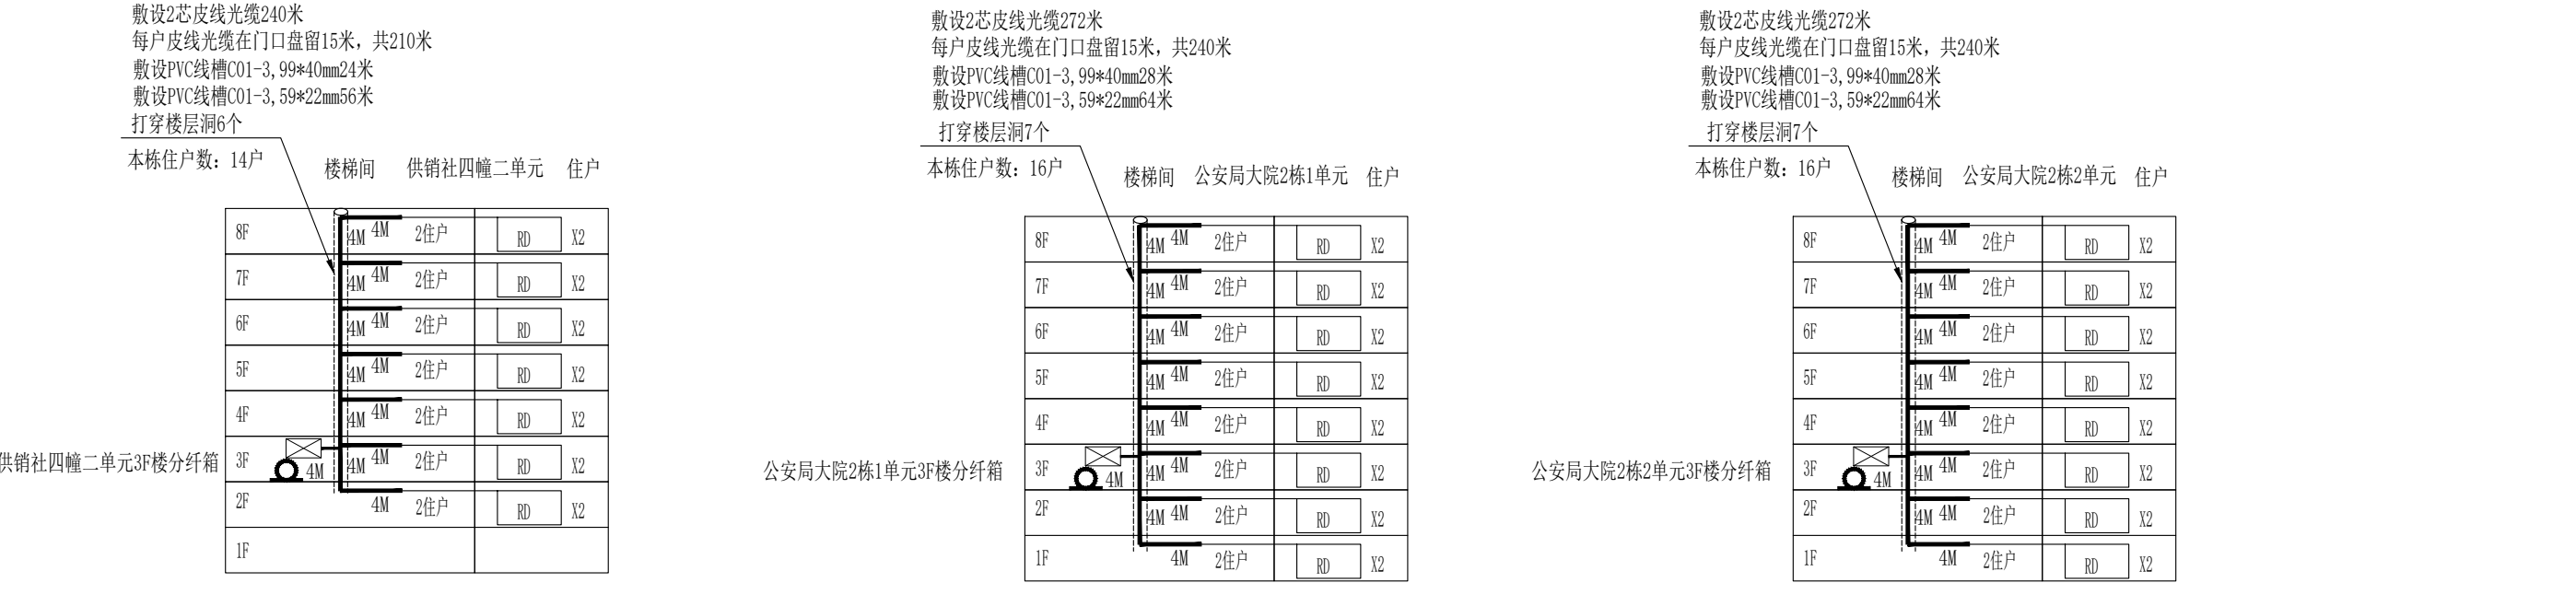 敷设2芯皮线光缆240米
每户皮线光缆在门口盘留15米，共210米
敷设PVC线槽C01-3,99*40mm24米
敷设PVC线槽C01-3,59*22mm56米
打穿楼层洞6个
本栋住户数：14户
楼梯间 供销社四幢二单元 住户
8F 4M 4M 2住户 RD X2
7F 4M 4M 2住户 RD X2
6F 4M 4M 2住户 RD X2
5F 4M 4M 2住户 RD X2
4F 4M 4M 2住户 RD X2
供销社四幢二单元3F楼分纤箱 3F 4M 4M 4M 2住户 RD X2
2F 4M 2住户 RD X2
1F
敷设2芯皮线光缆272米
每户皮线光缆在门口盘留15米，共240米
敷设PVC线槽C01-3,99*40mm28米
敷设PVC线槽C01-3,59*22mm64米
打穿楼层洞7个
本栋住户数：16户
楼梯间 公安局大院2栋1单元 住户
8F 4M 4M 2住户 RD X2
7F 4M 4M 2住户 RD X2
6F 4M 4M 2住户 RD X2
5F 4M 4M 2住户 RD X2
4F 4M 4M 2住户 RD X2
公安局大院2栋1单元3F楼分纤箱 3F 4M 4M 4M 2住户 RD X2
2F 4M 4M 2住户 RD X2
1F 4M 2住户 RD X2
敷设2芯皮线光缆272米
每户皮线光缆在门口盘留15米，共240米
敷设PVC线槽C01-3,99*40mm28米
敷设PVC线槽C01-3,59*22mm64米
打穿楼层洞7个
本栋住户数：16户
楼梯间 公安局大院2栋2单元 住户
8F 4M 4M 2住户 RD X2
7F 4M 4M 2住户 RD X2
6F 4M 4M 2住户 RD X2
5F 4M 4M 2住户 RD X2
4F 4M 4M 2住户 RD X2
公安局大院2栋2单元3F楼分纤箱 3F 4M 4M 4M 2住户 RD X2
2F 4M 4M 2住户 RD X2
1F 4M 2住户 RD X2